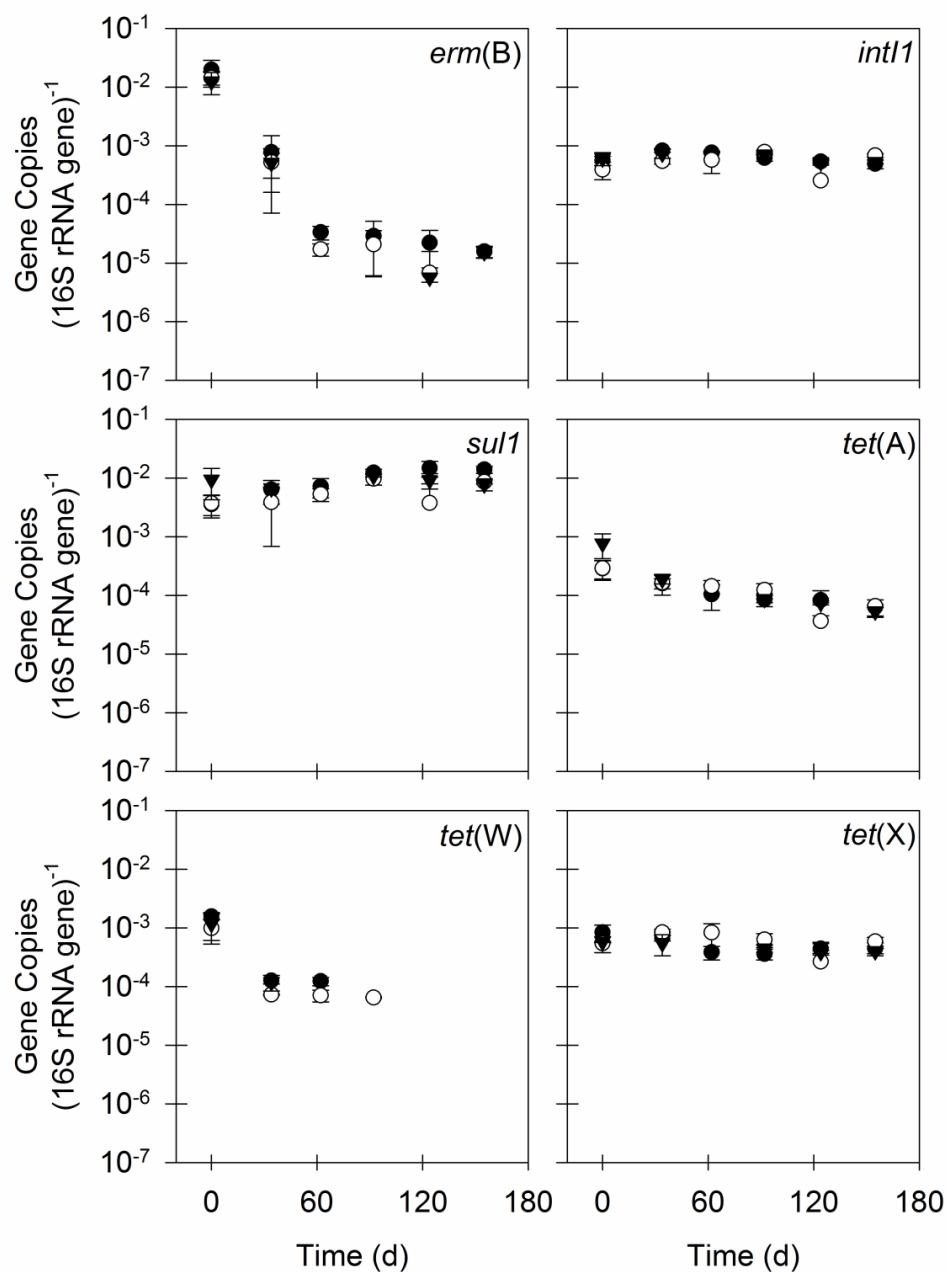 erm(B)
intI1
10-1
10-2
10-3
10-4
10-5
10-6
10-7
Gene Copies
(16S rRNA gene)-1
sul1
tet(A)
10-1
10-2
10-3
10-4
10-5
10-6
10-7
Gene Copies
(16S rRNA gene)-1
tet(W)
tet(X)
10-1
10-2
10-3
10-4
10-5
10-6
10-7
Gene Copies
(16S rRNA gene)-1
0 60 120 180 0 60 120 180
Time (d) Time (d)